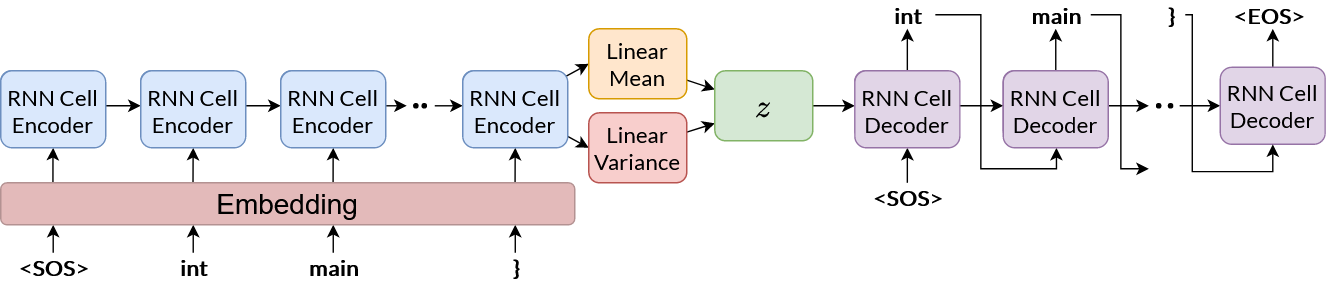 int main } <EOS>
Linear
Mean
RNN Cell
Encoder
RNN Cell
Encoder
RNN Cell
Encoder
RNN Cell
Encoder
z
RNN Cell
Decoder
RNN Cell
Decoder
RNN Cell
Decoder
Linear
Variance
Embedding
<SOS>
<SOS> int main }